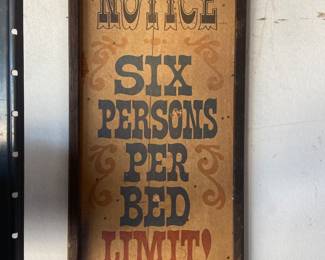 NOTICE
SIX
PERSONS
PER
BED
LIMIT!